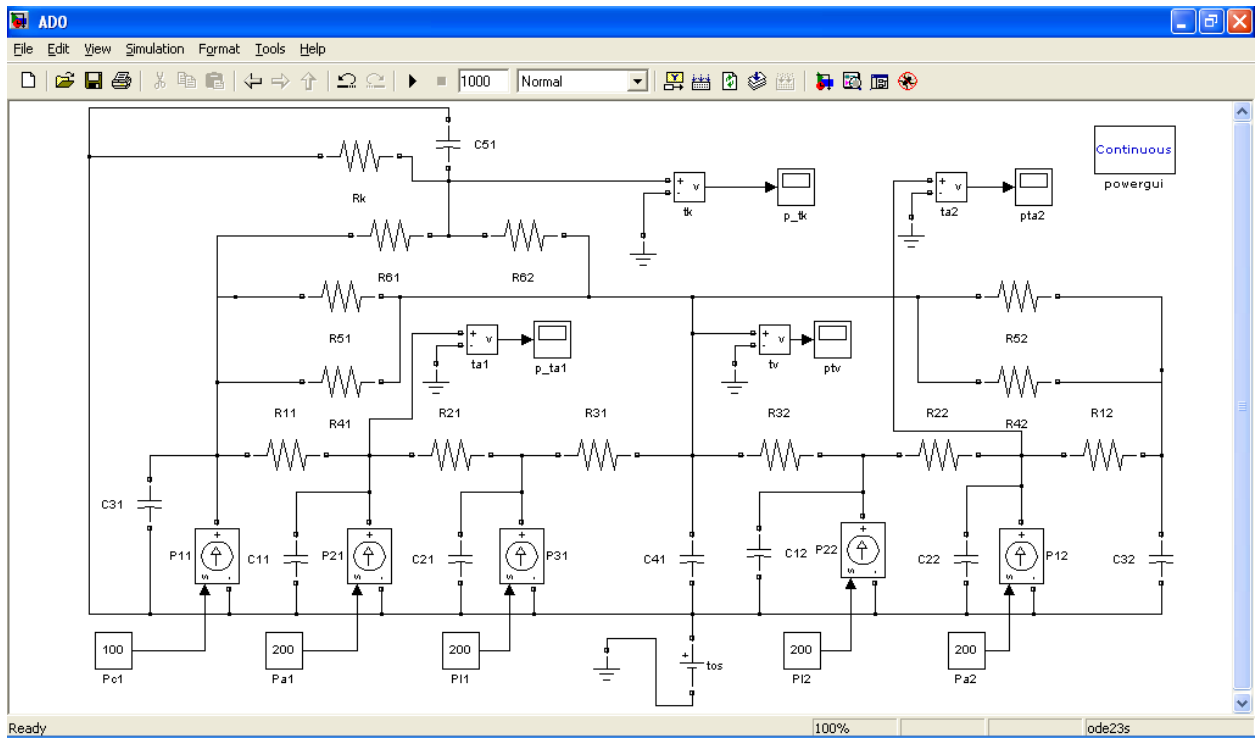 ADO
File Edit View Simulation Format Tools Help
1000 Normal
C51
Continuous
powergui
Rk
+ - v
tk
p_tk
+ - v
ta2
pta2
R61
R62
R51
R52
+ - v
ta1
p_ta1
+ - v
tv
ptv
R11
R41
R21
R31
R32
R22
R42
R12
C31
P11
+
s -
C11
P21
+
s -
C21
+
s -
P31
C41
C12
P22
+
s -
C22
+
s -
P12
C32
100
Pc1
200
Pa1
200
Pl1
+
tos
200
Pl2
200
Pa2
Ready 100% ode23s